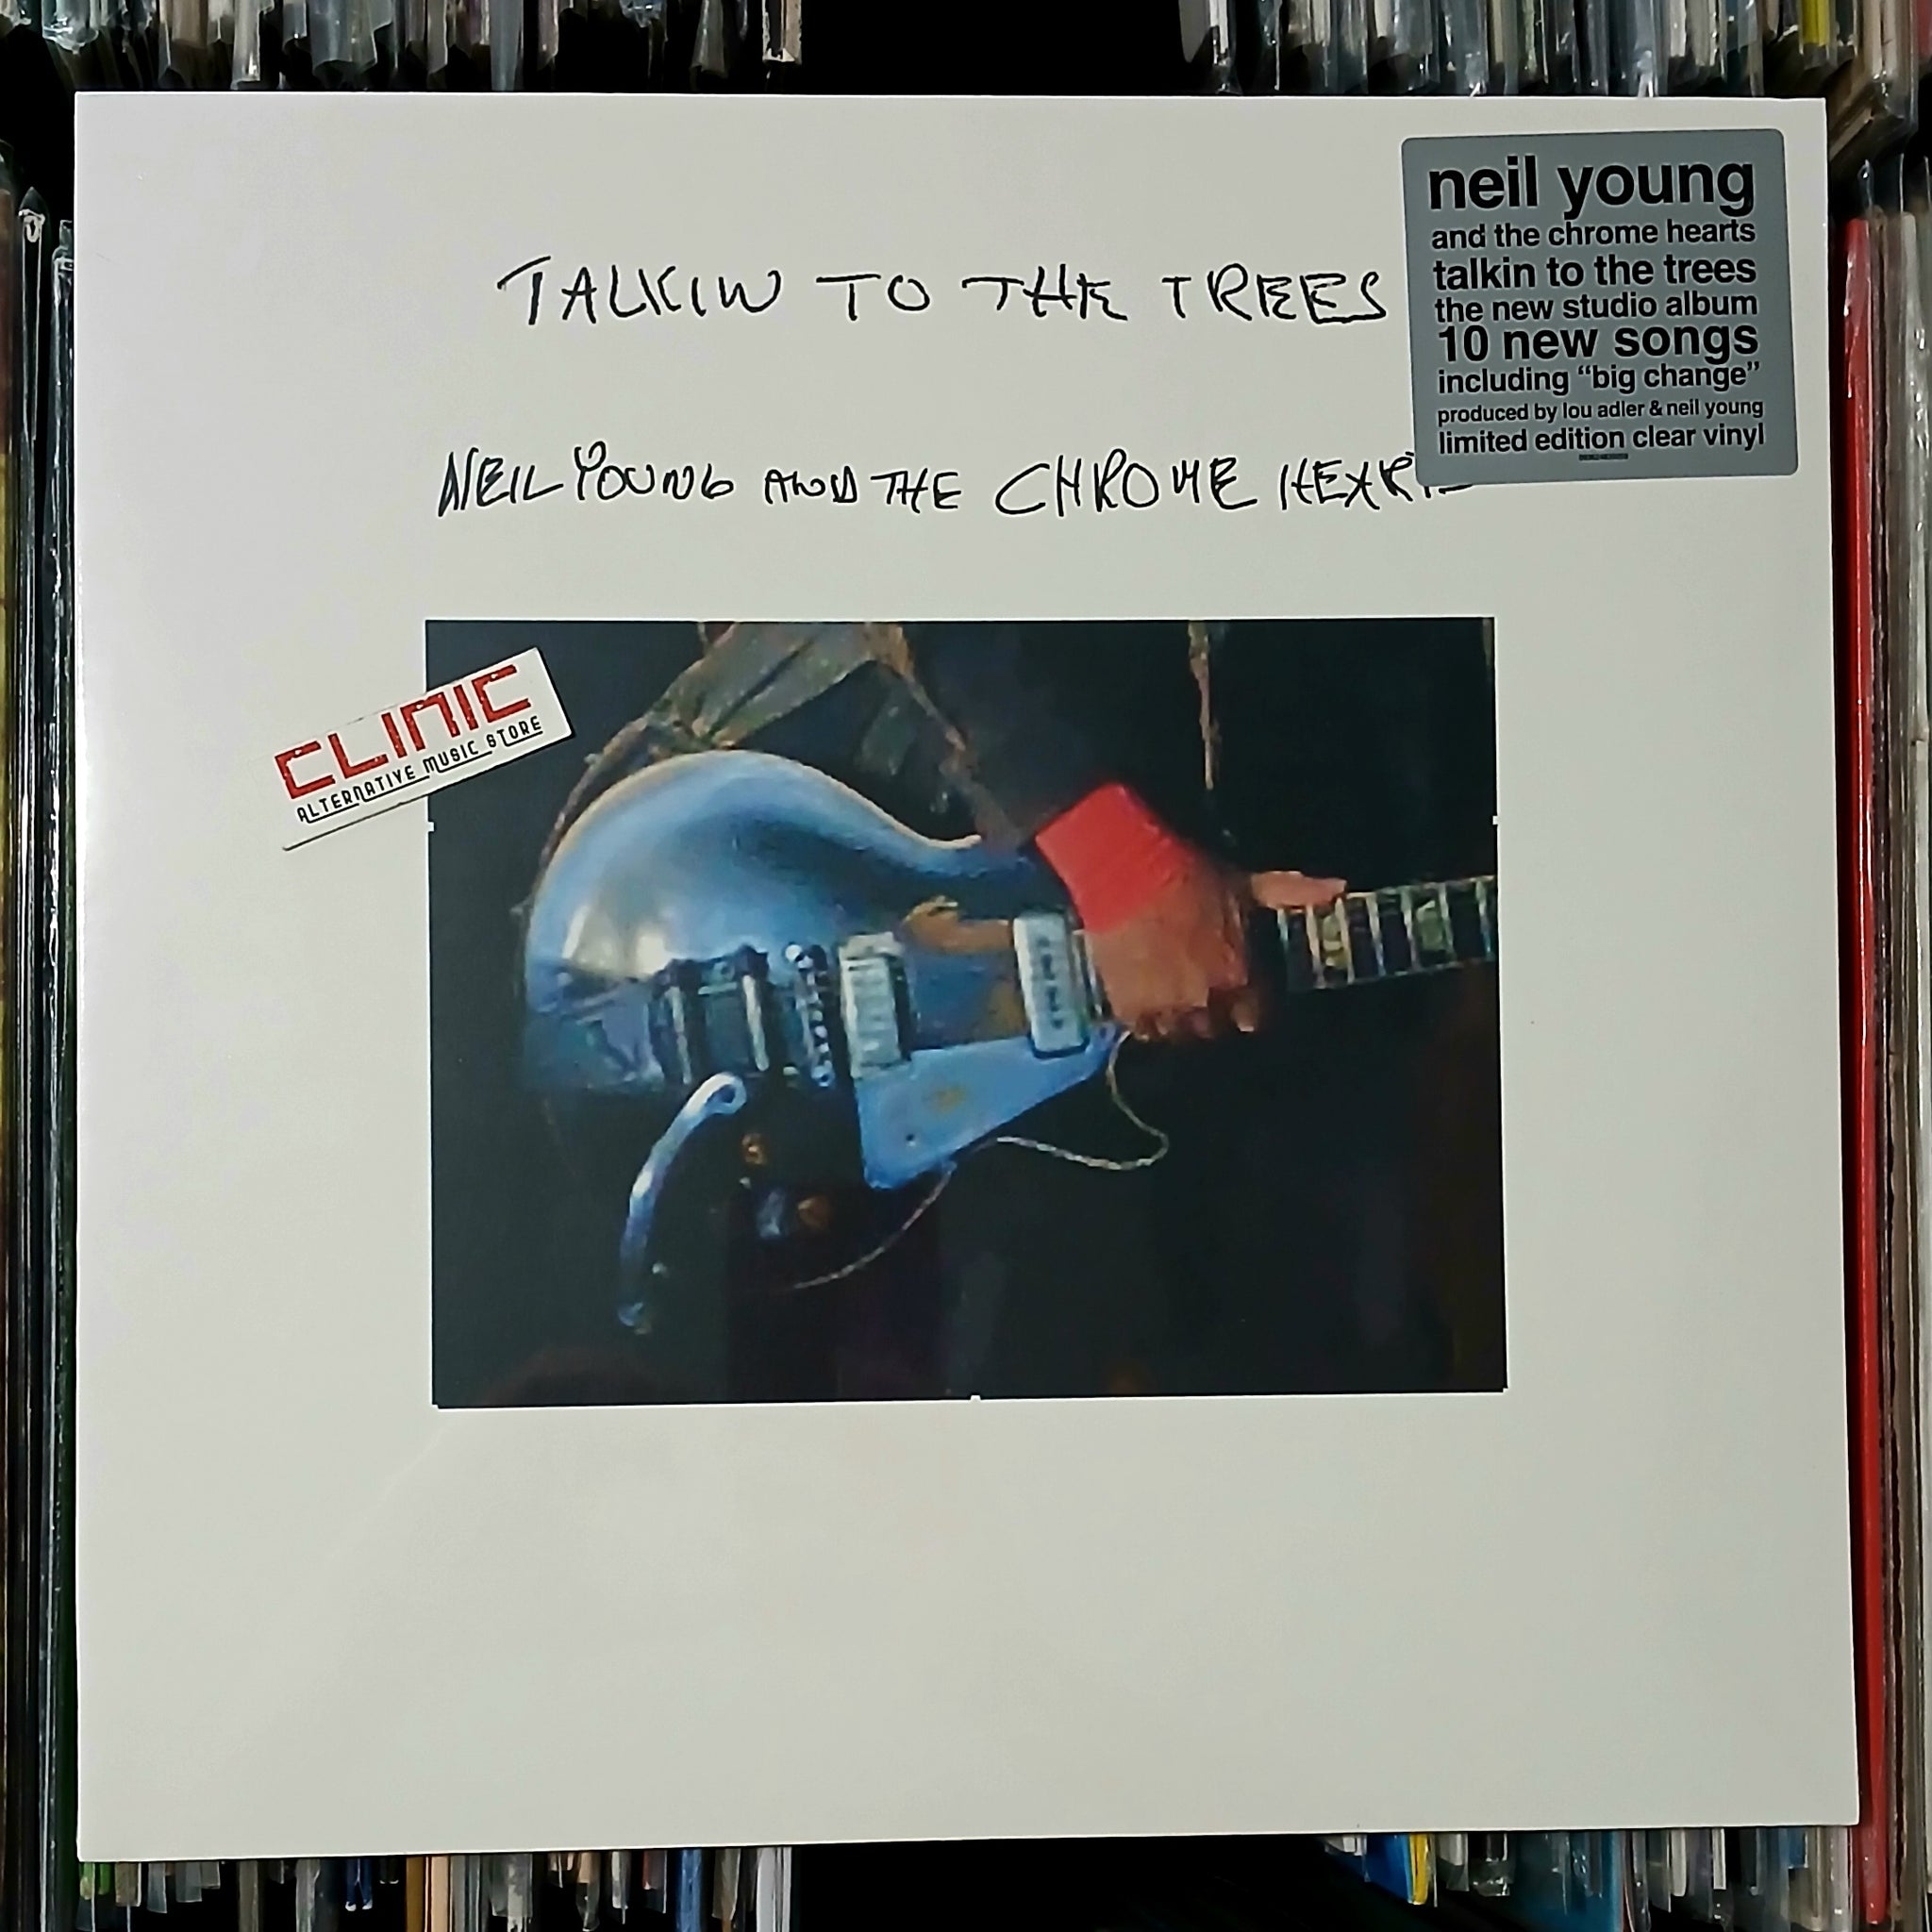 TALKIN TO THE TREES
NEIL YOUNG AND THE CHROME HEARTS
neil young
and the chrome hearts
talkin to the trees
the new studio album
10 new songs
including “big change”
produced by lou adler & neil young
limited edition clear vinyl
CLINIC
ALTERNATIVE MUSIC STORE